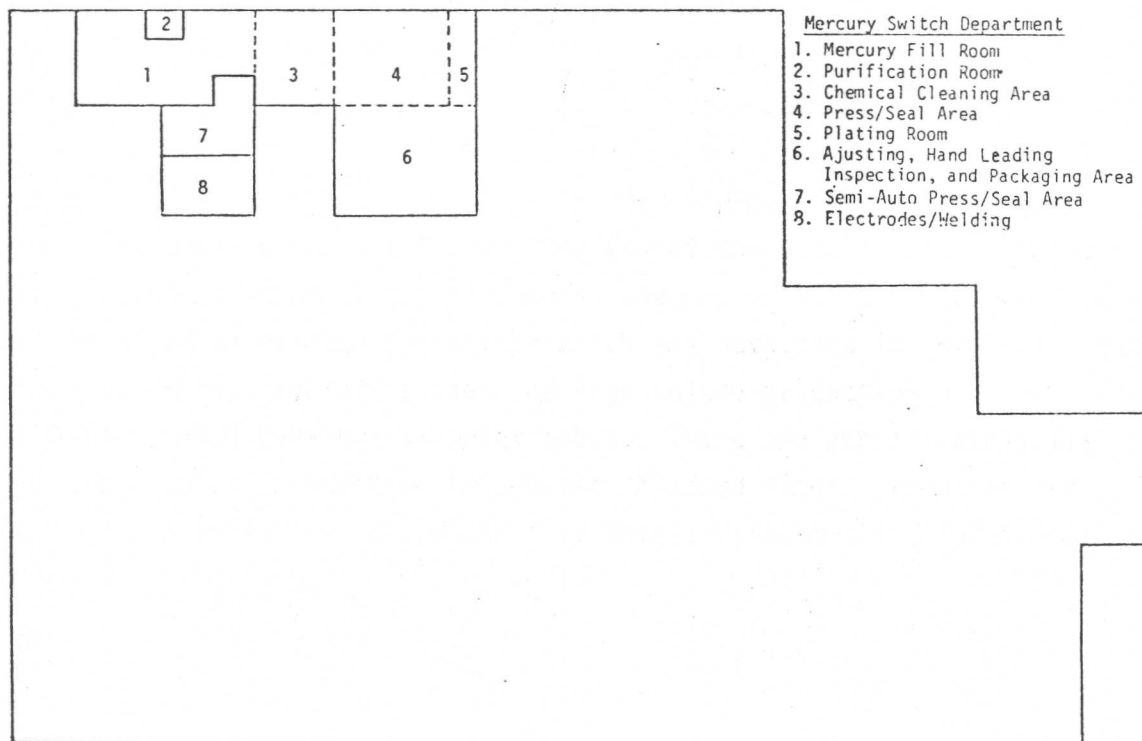 Mercury Switch Department
1. Mercury Fill Room
2. Purification Room
3. Chemical Cleaning Area
4. Press/Seal Area
5. Plating Room
6. Ajusting, Hand Leading
Inspection, and Packaging Area
7. Semi-Auto Press/Seal Area
8. Electrodes/Welding
2
1
3
4
5
7
6
8